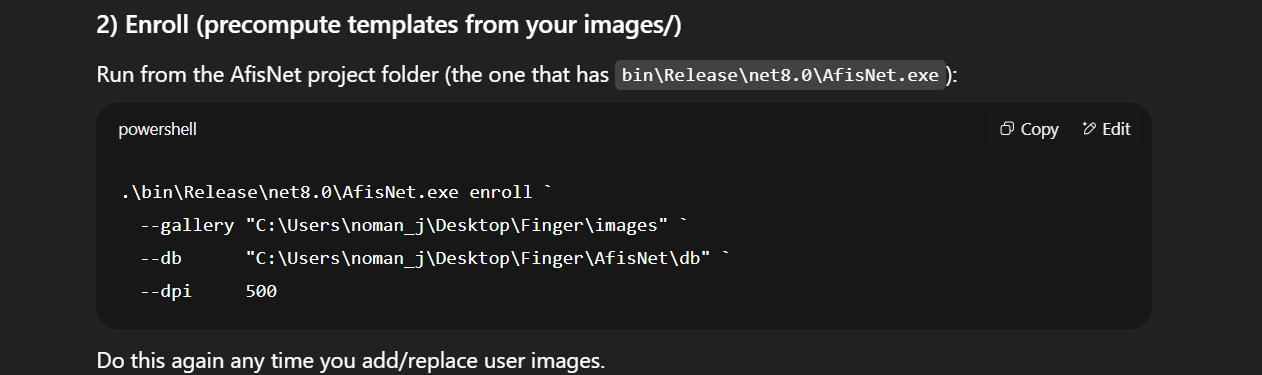 2) Enroll (precompute templates from your images/)
Run from the AfisNet project folder (the one that has bin\Release\net8.0\AfisNet.exe):
powershell
Copy
Edit
.\bin\Release\net8.0\AfisNet.exe enroll `
--gallery "C:\Users\noman_j\Desktop\Finger\images" `
--db "C:\Users\noman_j\Desktop\Finger\AfisNet\db" `
--dpi 500
Do this again any time you add/replace user images.